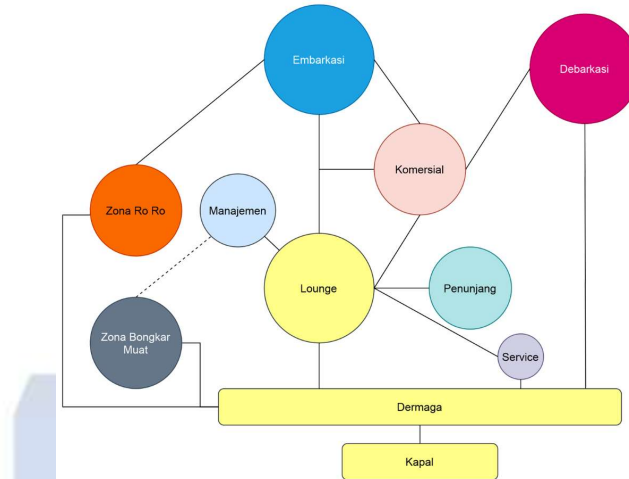 Embarkasi
Debarkasi
Komersial
Zona Ro Ro
Manajemen
Lounge
Penunjang
Zona Bongkar
Muat
Service
Dermaga
Kapal